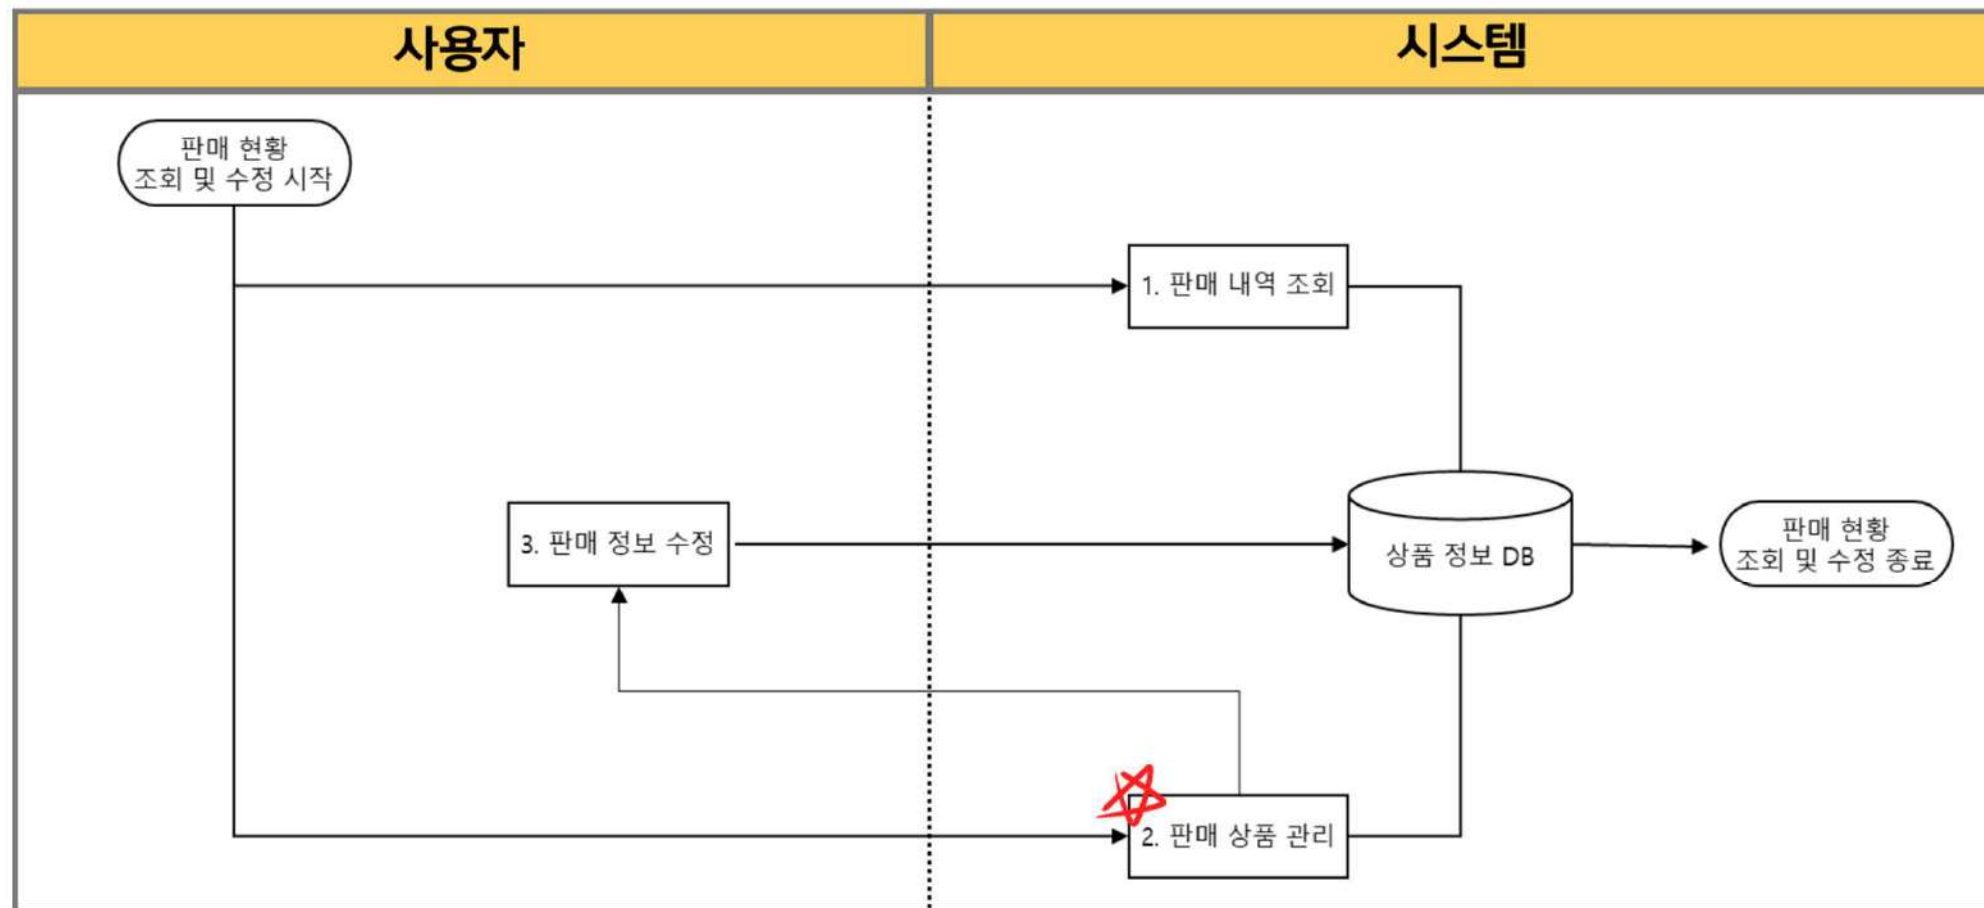 사용자
시스템
판매 현황
조회 및 수정 시작
1. 판매 내역 조회
3. 판매 정보 수정
상품 정보 DB
판매 현황
조회 및 수정 종료
2. 판매 상품 관리